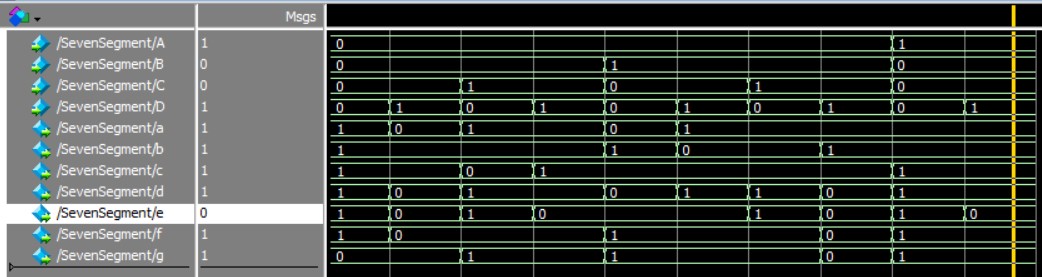 Msgs
/SevenSegment/A 1 0 1
/SevenSegment/B 0 0 1 0
/SevenSegment/C 0 0 1 0 1 0
/SevenSegment/D 1 0 1 0 1 0 1 0 1 0 1
/SevenSegment/a 1 1 0 1 0 1
/SevenSegment/b 1 1 1 0 1
/SevenSegment/c 1 1 0 1 1
/SevenSegment/d 1 1 0 1 0 1 1 0 1
/SevenSegment/e 0 1 0 1 0 1 0 1 0
/SevenSegment/f 1 1 0 1 0 1
/SevenSegment/g 1 0 1 1 0 1